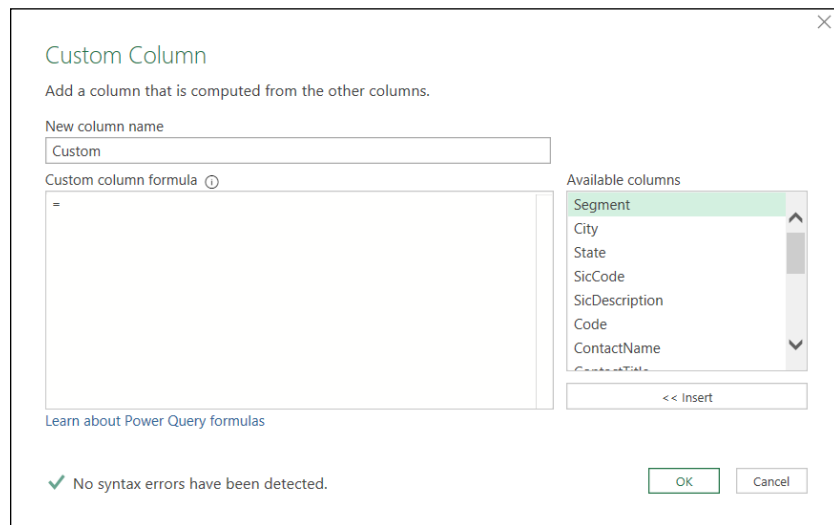 Custom Column
Add a column that is computed from the other columns.
New column name
Custom
Custom column formula
=
Available columns
Segment
City
State
SicCode
SicDescription
Code
ContactName
ContactTitle
<< Insert
Learn about Power Query formulas
No syntax errors have been detected.
OK
Cancel